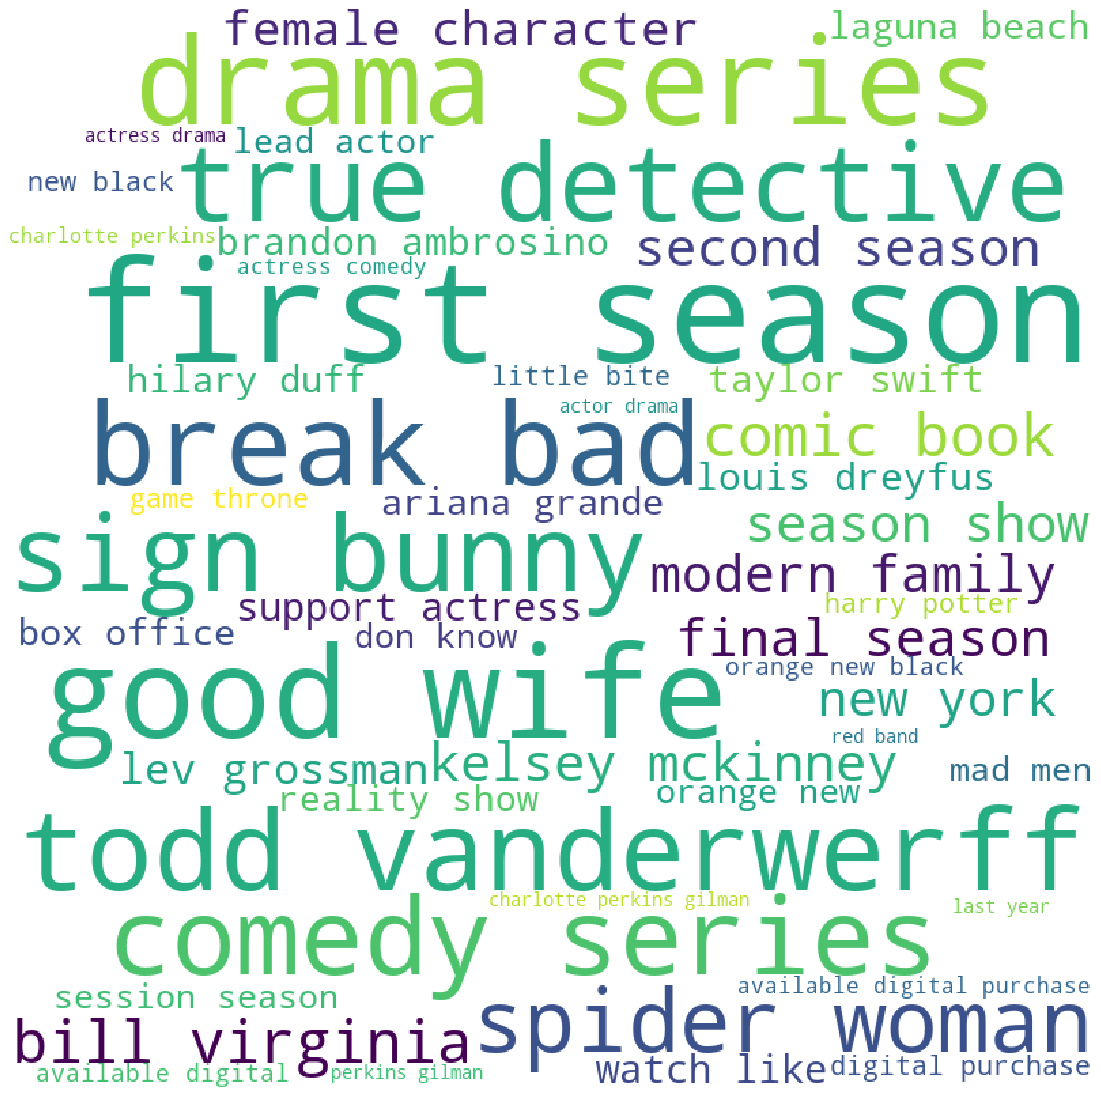 female character
laguna beach
drama series
actress drama
lead actor
true detective
new black
charlotte perkins
brandon ambrosino
second season
actress comedy
first season
hilary duff
little bite
taylor swift
actor drama
break bad
comic book
louis dreyfus
game throne
ariana grande
season show
sign bunny
modern family
support actress
harry potter
box office
don know
final season
good wife
orange new black
new york
red band
lev grossman
kelsey mckinney
mad men
reality show
orange new
todd vanderwerff
charlotte perkins gilman
last year
comedy series
available digital purchase
session season
spider woman
bill virginia
watch like
digital purchase
available digital
perkins gilman